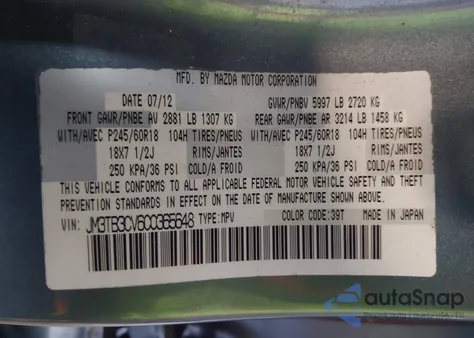 MFD. BY MAZDA MOTOR CORPORATION
DATE 07/12 GVWR/PNBV 5997 LB 2720 KG
FRONT GAWR/PNBE AV 2881 LB 1307 KG REAR GAWR/PNBE AR 3214 LB 1458 KG
WITH/AVEC P245/60R18 104H TIRES/PNEUS WITH/AVEC P245/60R18 104H TIRES/PNEUS
18X7 1/2J RIMS/JANTES 18X7 1/2J RIMS/JANTES
250 KPA/36 PSI COLD/A FROID 250 KPA/36 PSI COLD/A FROID
THIS VEHICLE CONFORMS TO ALL APPLICABLE FEDERAL MOTOR VEHICLE SAFETY AND THEFT
PREVENTION STANDARDS IN EFFECT ON THE DATE OF MANUFACTURE SHOWN ABOVE.
VIN: JM3TB3CV6C0365648 TYPE:MPV COLOR CODE:39T MADE IN JAPAN
autoSnap